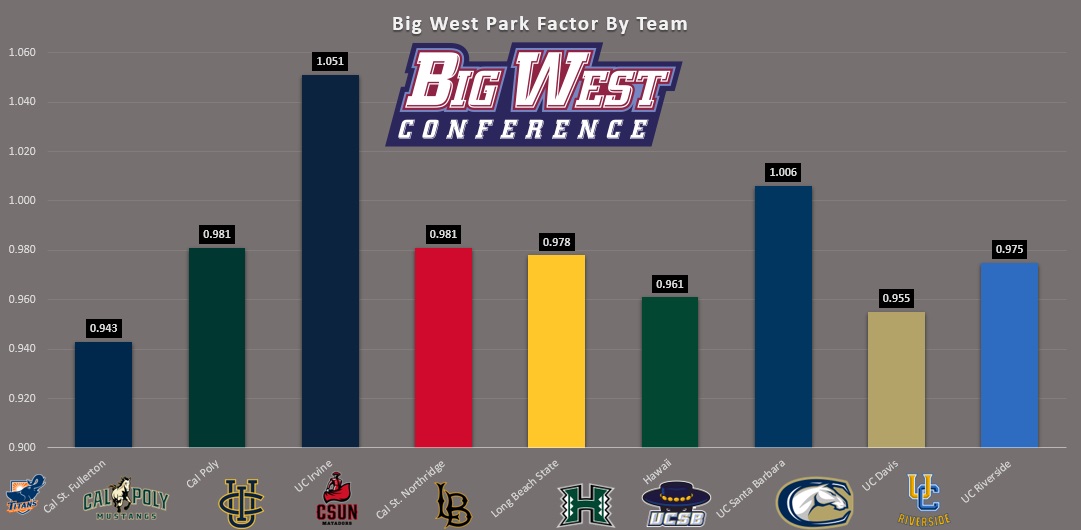 Big West Park Factor By Team
BIG WEST
CONFERENCE
1.060
1.040
1.020
1.000
0.980
0.960
0.940
0.920
0.900
0.943
0.981
1.051
0.981
0.978
0.961
1.006
0.955
0.975
Cal St. Fullerton
Cal Poly
UC Irvine
Cal St. Northridge
Long Beach State
Hawaii
UC Santa Barbara
UC Davis
UC Riverside
TITANS
CAL POLY
MUSTANGS
UCI
CSUN
MATADORS
LB
H
UCSB
C
UC
RIVERSIDE